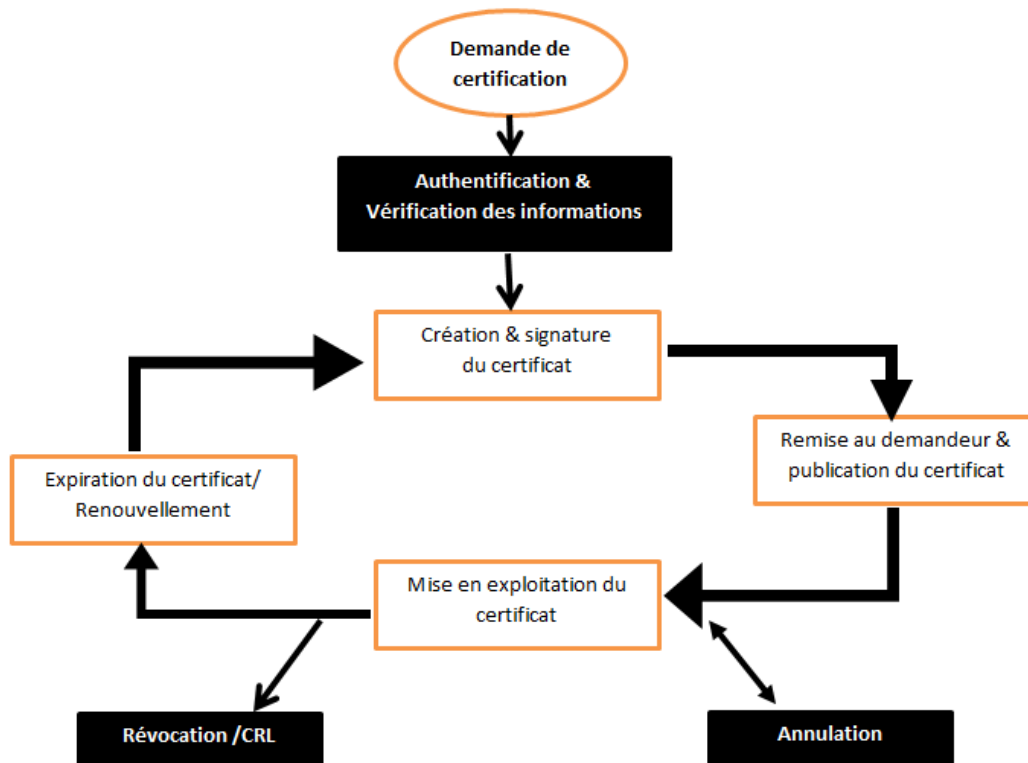 Demande de
certification
Authentification &
Vérification des informations
Création & signature
du certificat
Remise au demandeur &
publication du certificat
Expiration du certificat/
Renouvellement
Mise en exploitation du
certificat
Révocation /CRL
Annulation